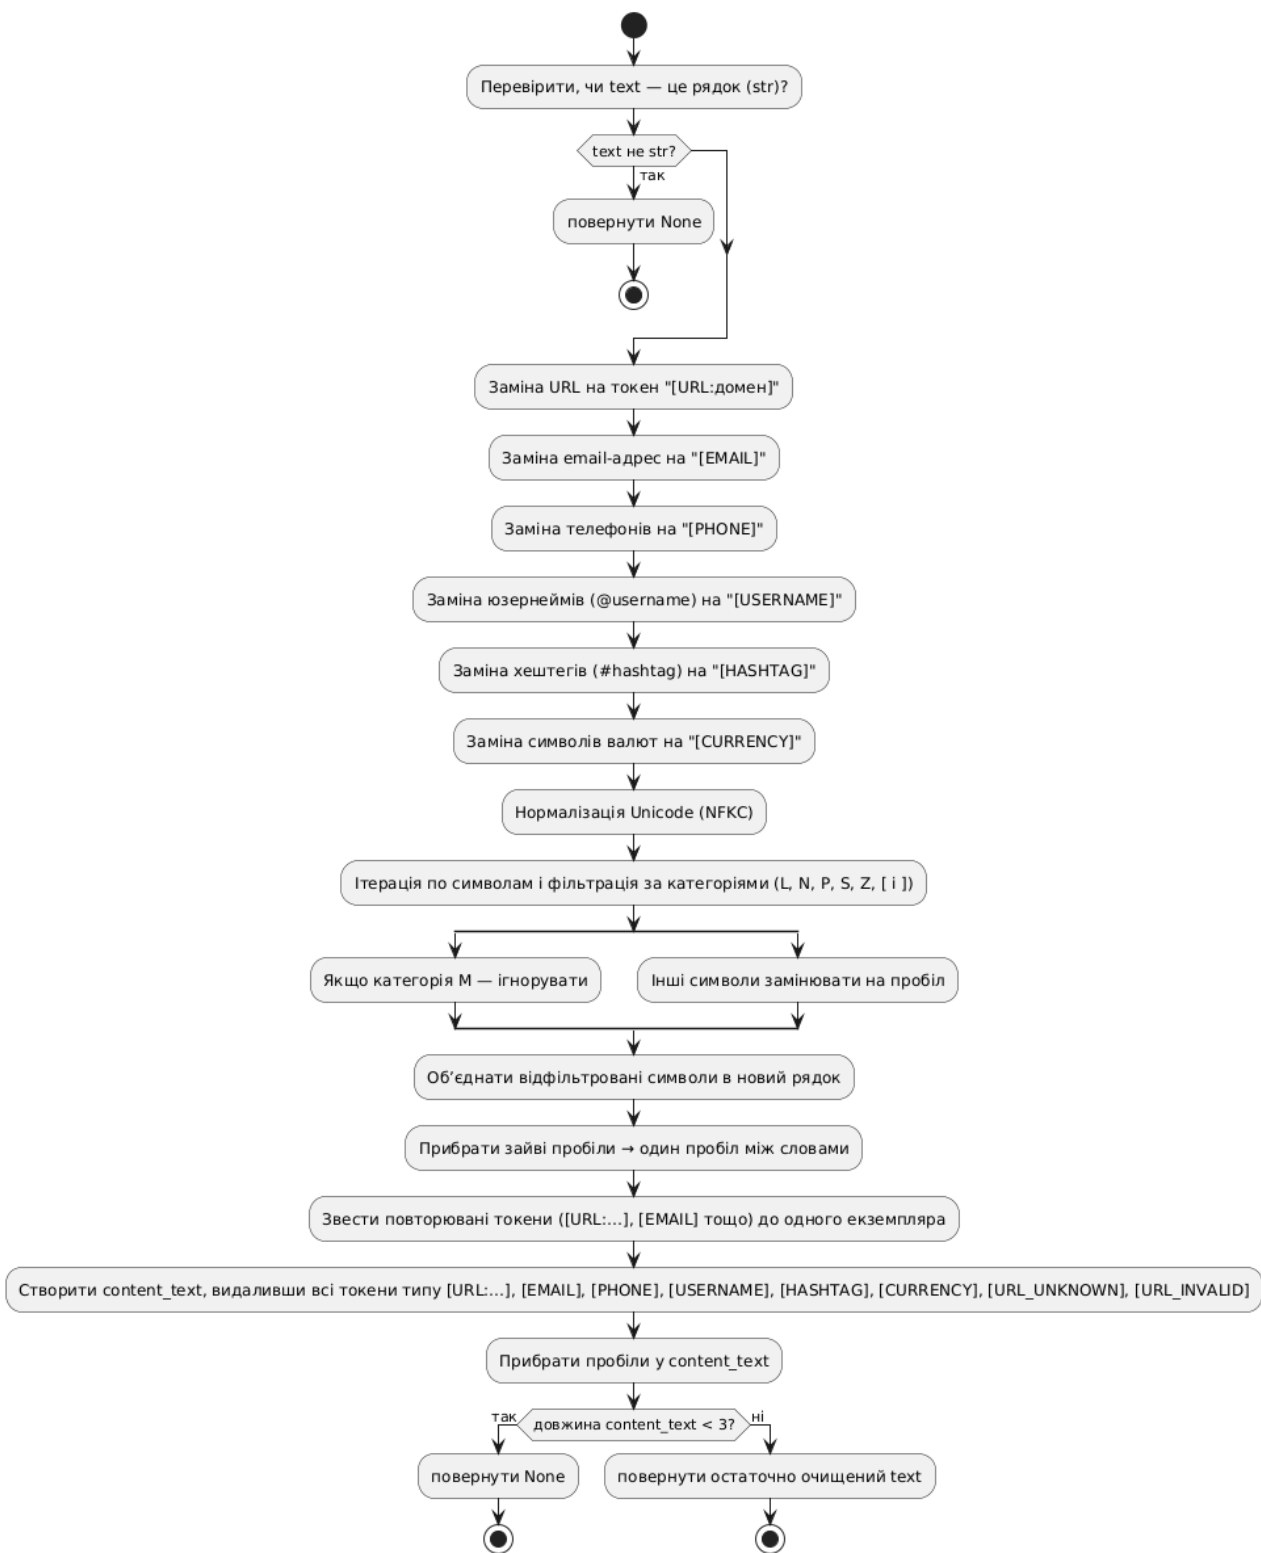 Перевірити, чи text — це рядок (str)?
text не str?
так
повернути None
Заміна URL на токен "[URL:домен]"
Заміна email-адрес на "[EMAIL]"
Заміна телефонів на "[PHONE]"
Заміна юзернеймів (@username) на "[USERNAME]"
Заміна хештегів (#hashtag) на "[HASHTAG]"
Заміна символів валют на "[CURRENCY]"
Нормалізація Unicode (NFKC)
Ітерація по символам і фільтрація за категоріями (L, N, P, S, Z, [ і ])
Якщо категорія M — ігнорувати
Інші символи замінювати на пробіл
Об’єднати відфільтровані символи в новий рядок
Прибрати зайві пробіли → один пробіл між словами
Звести повторювані токени ([URL:...], [EMAIL] тощо) до одного екземпляра
Створити content_text, видаливши всі токени типу [URL:...], [EMAIL], [PHONE], [USERNAME], [HASHTAG], [CURRENCY], [URL_UNKNOWN], [URL_INVALID]
Прибрати пробіли у content_text
так
довжина content_text < 3?
ні
повернути None
повернути остаточно очищений text